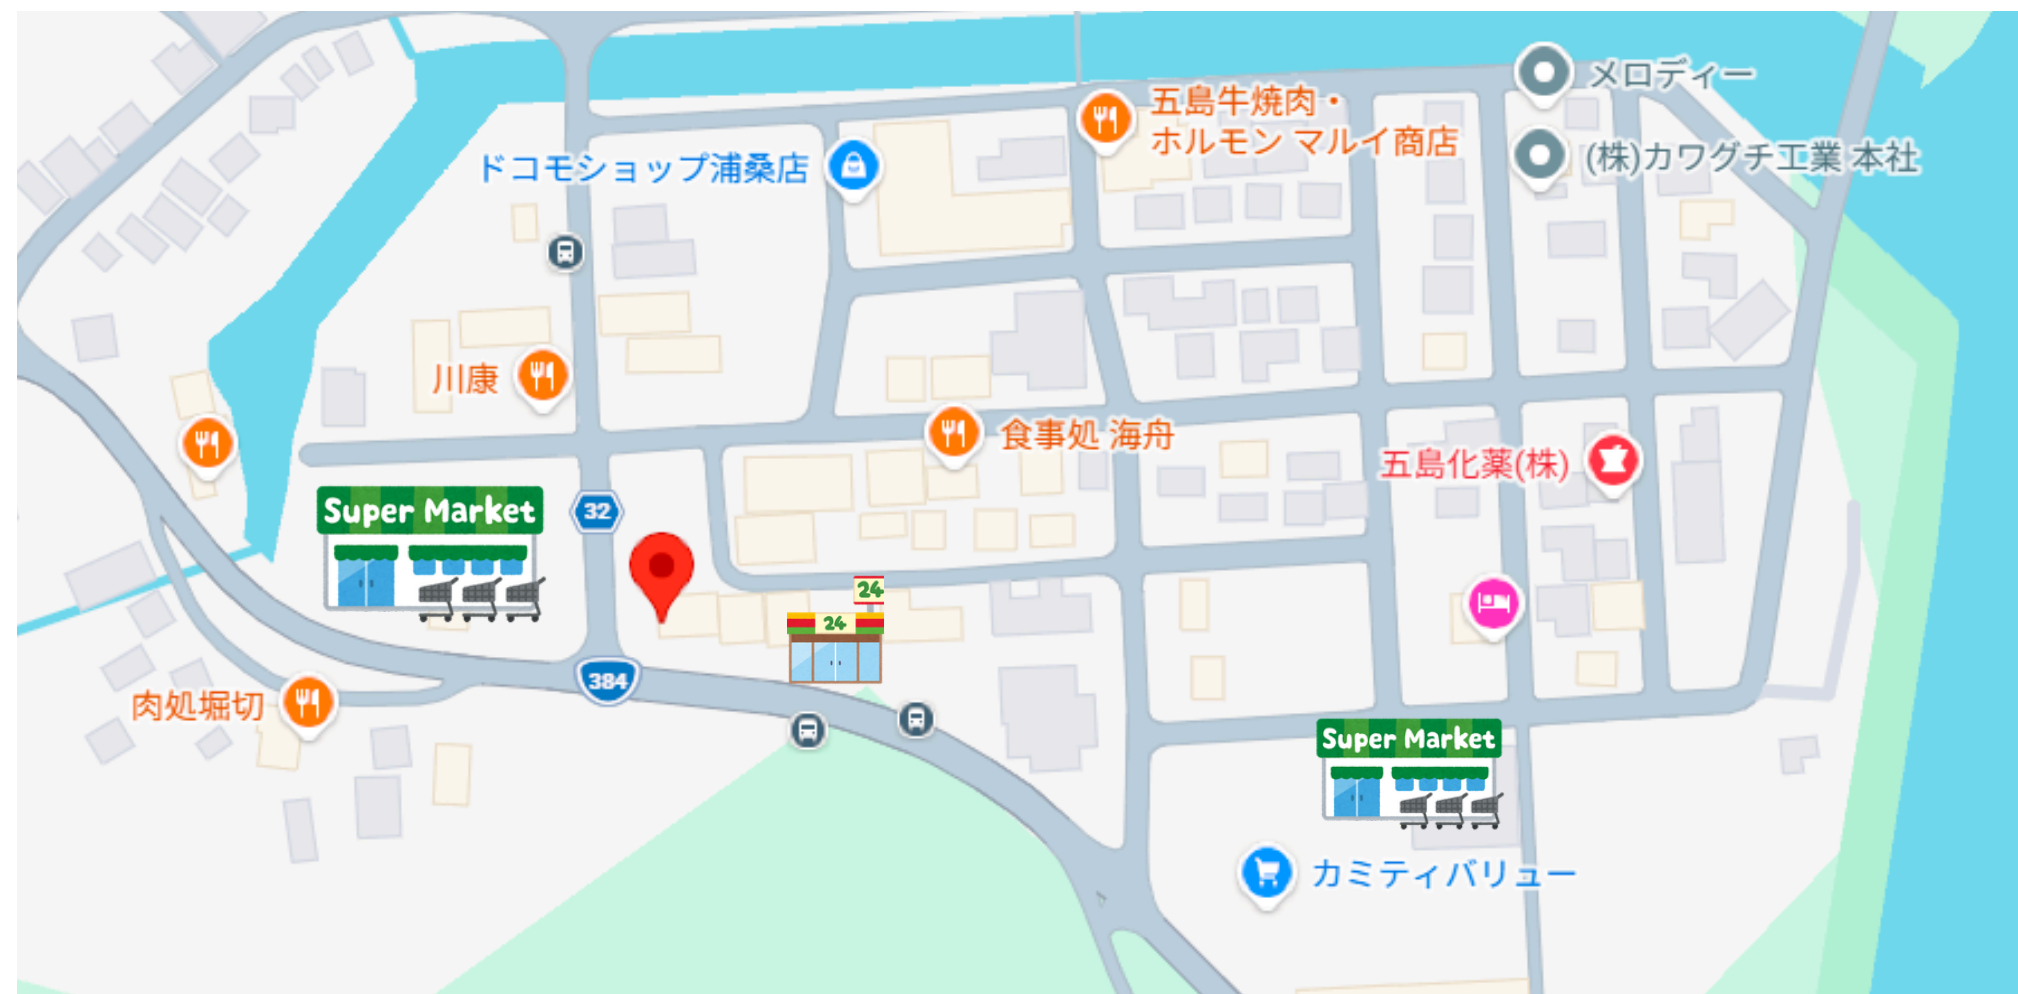 メロディー
五島牛焼肉・
ホルモン マルイ商店
(株)カワグチ工業 本社
ドコモショップ浦桑店
川康
食事処 海舟
五島化薬(株)
Super Market
32
24
24
384
肉処堀切
Super Market
カミティバリュー